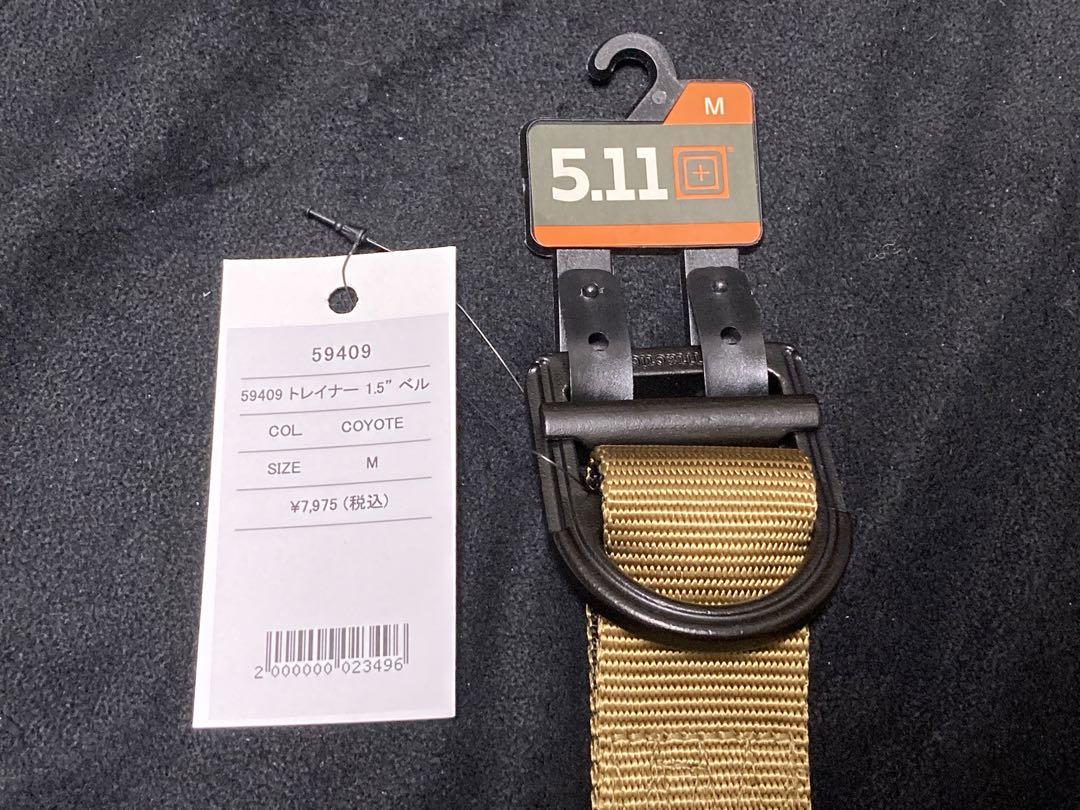 M
5.11
59409
59409 トレイナー 1.5” ベル
COL COYOTE
SIZE M
¥7,975 (税込)
2 000000 023496